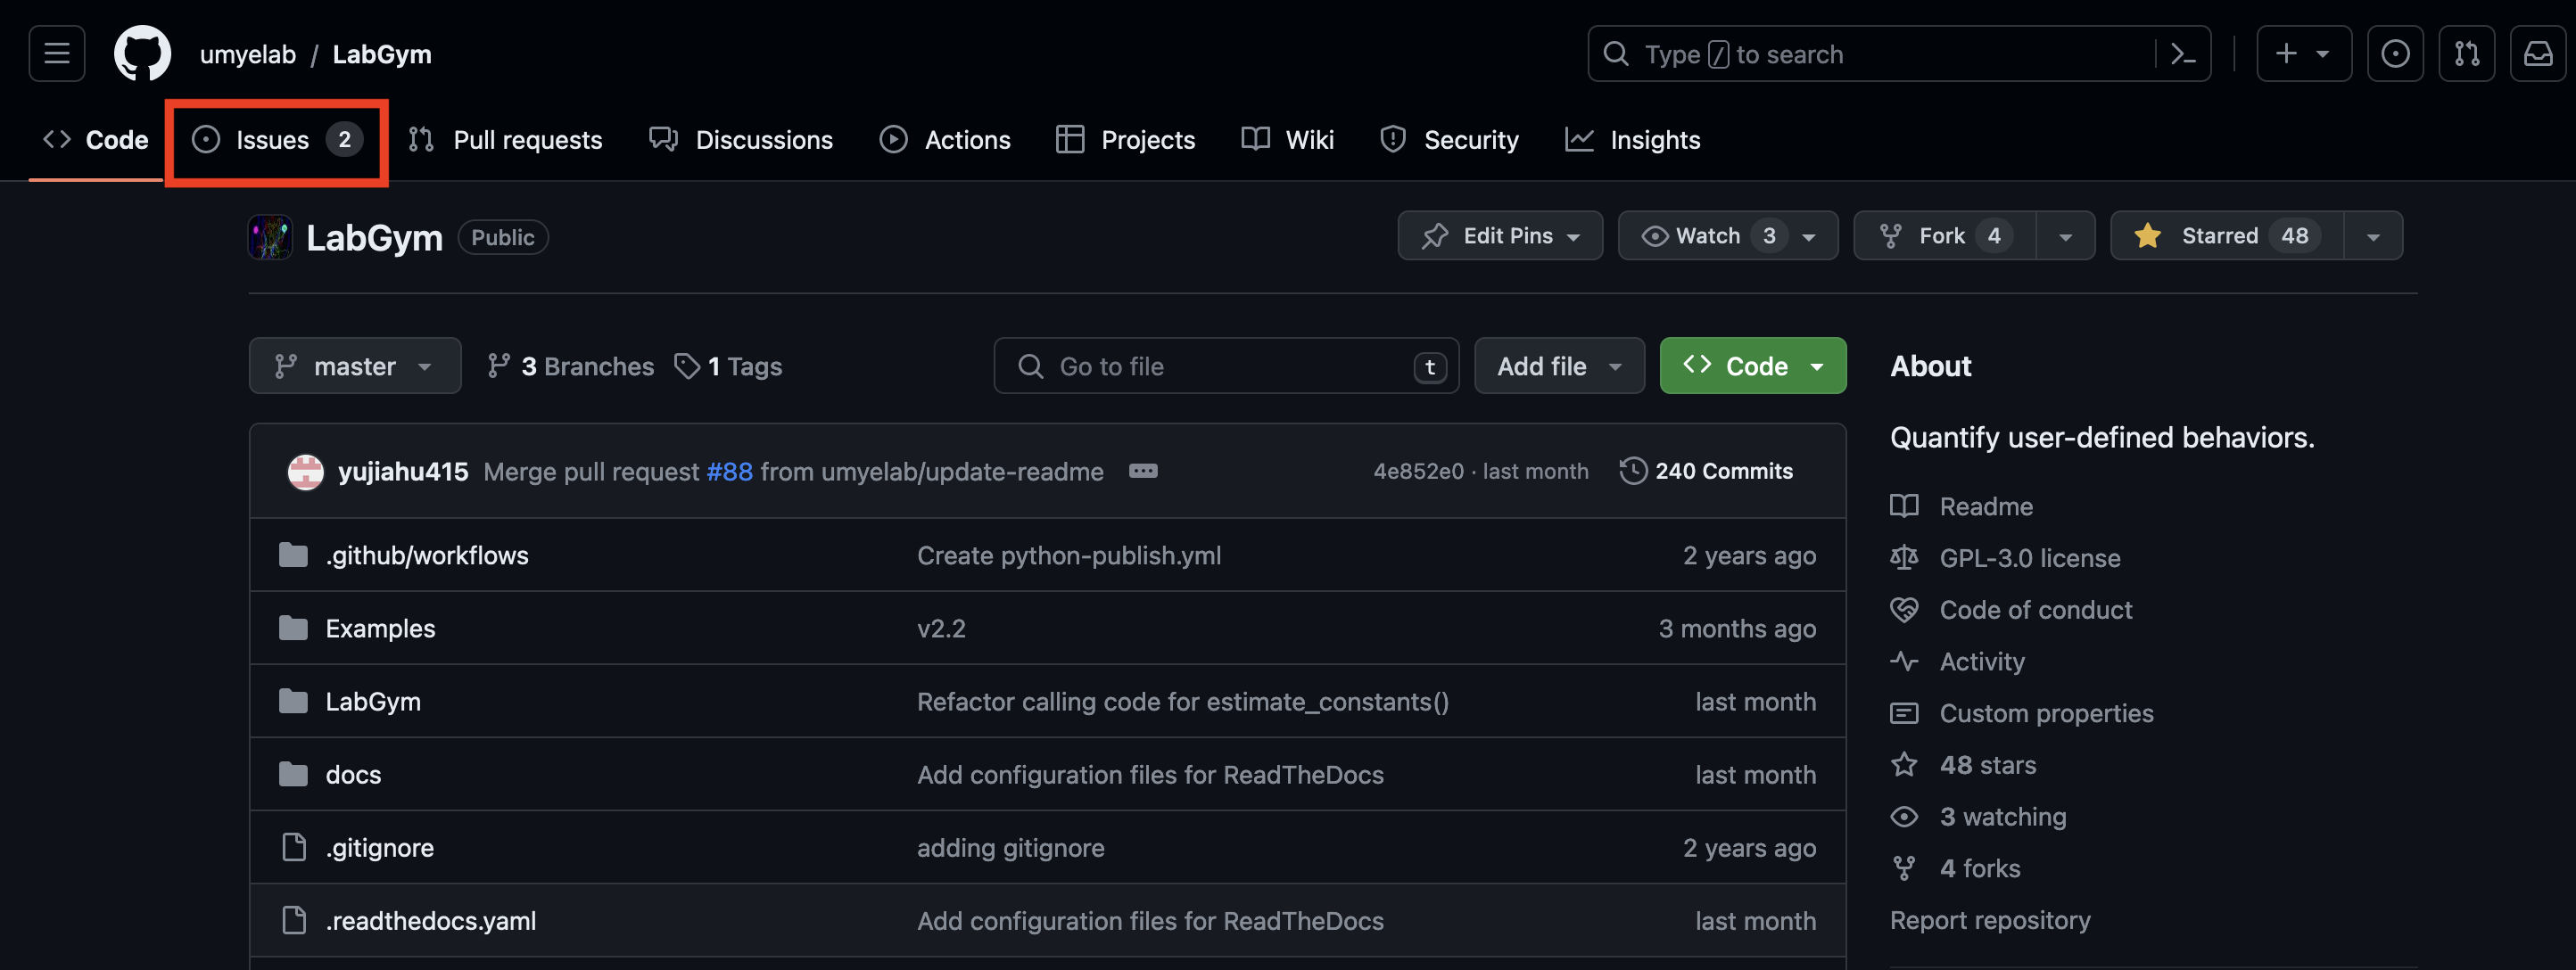 umyelab / LabGym
Type / to search
Code
Issues 2
Pull requests
Discussions
Actions
Projects
Wiki
Security
Insights
LabGym Public
Edit Pins
Watch 3
Fork 4
Starred 48
master
3 Branches
1 Tags
Go to file t
Add file
Code
yujiahu415 Merge pull request #88 from umyelab/update-readme ··· 4e852e0 · last month 240 Commits
.github/workflows Create python-publish.yml 2 years ago
Examples v2.2 3 months ago
LabGym Refactor calling code for estimate_constants() last month
docs Add configuration files for ReadTheDocs last month
.gitignore adding gitignore 2 years ago
.readthedocs.yaml Add configuration files for ReadTheDocs last month
About
Quantify user-defined behaviors.
Readme
GPL-3.0 license
Code of conduct
Activity
Custom properties
48 stars
3 watching
4 forks
Report repository